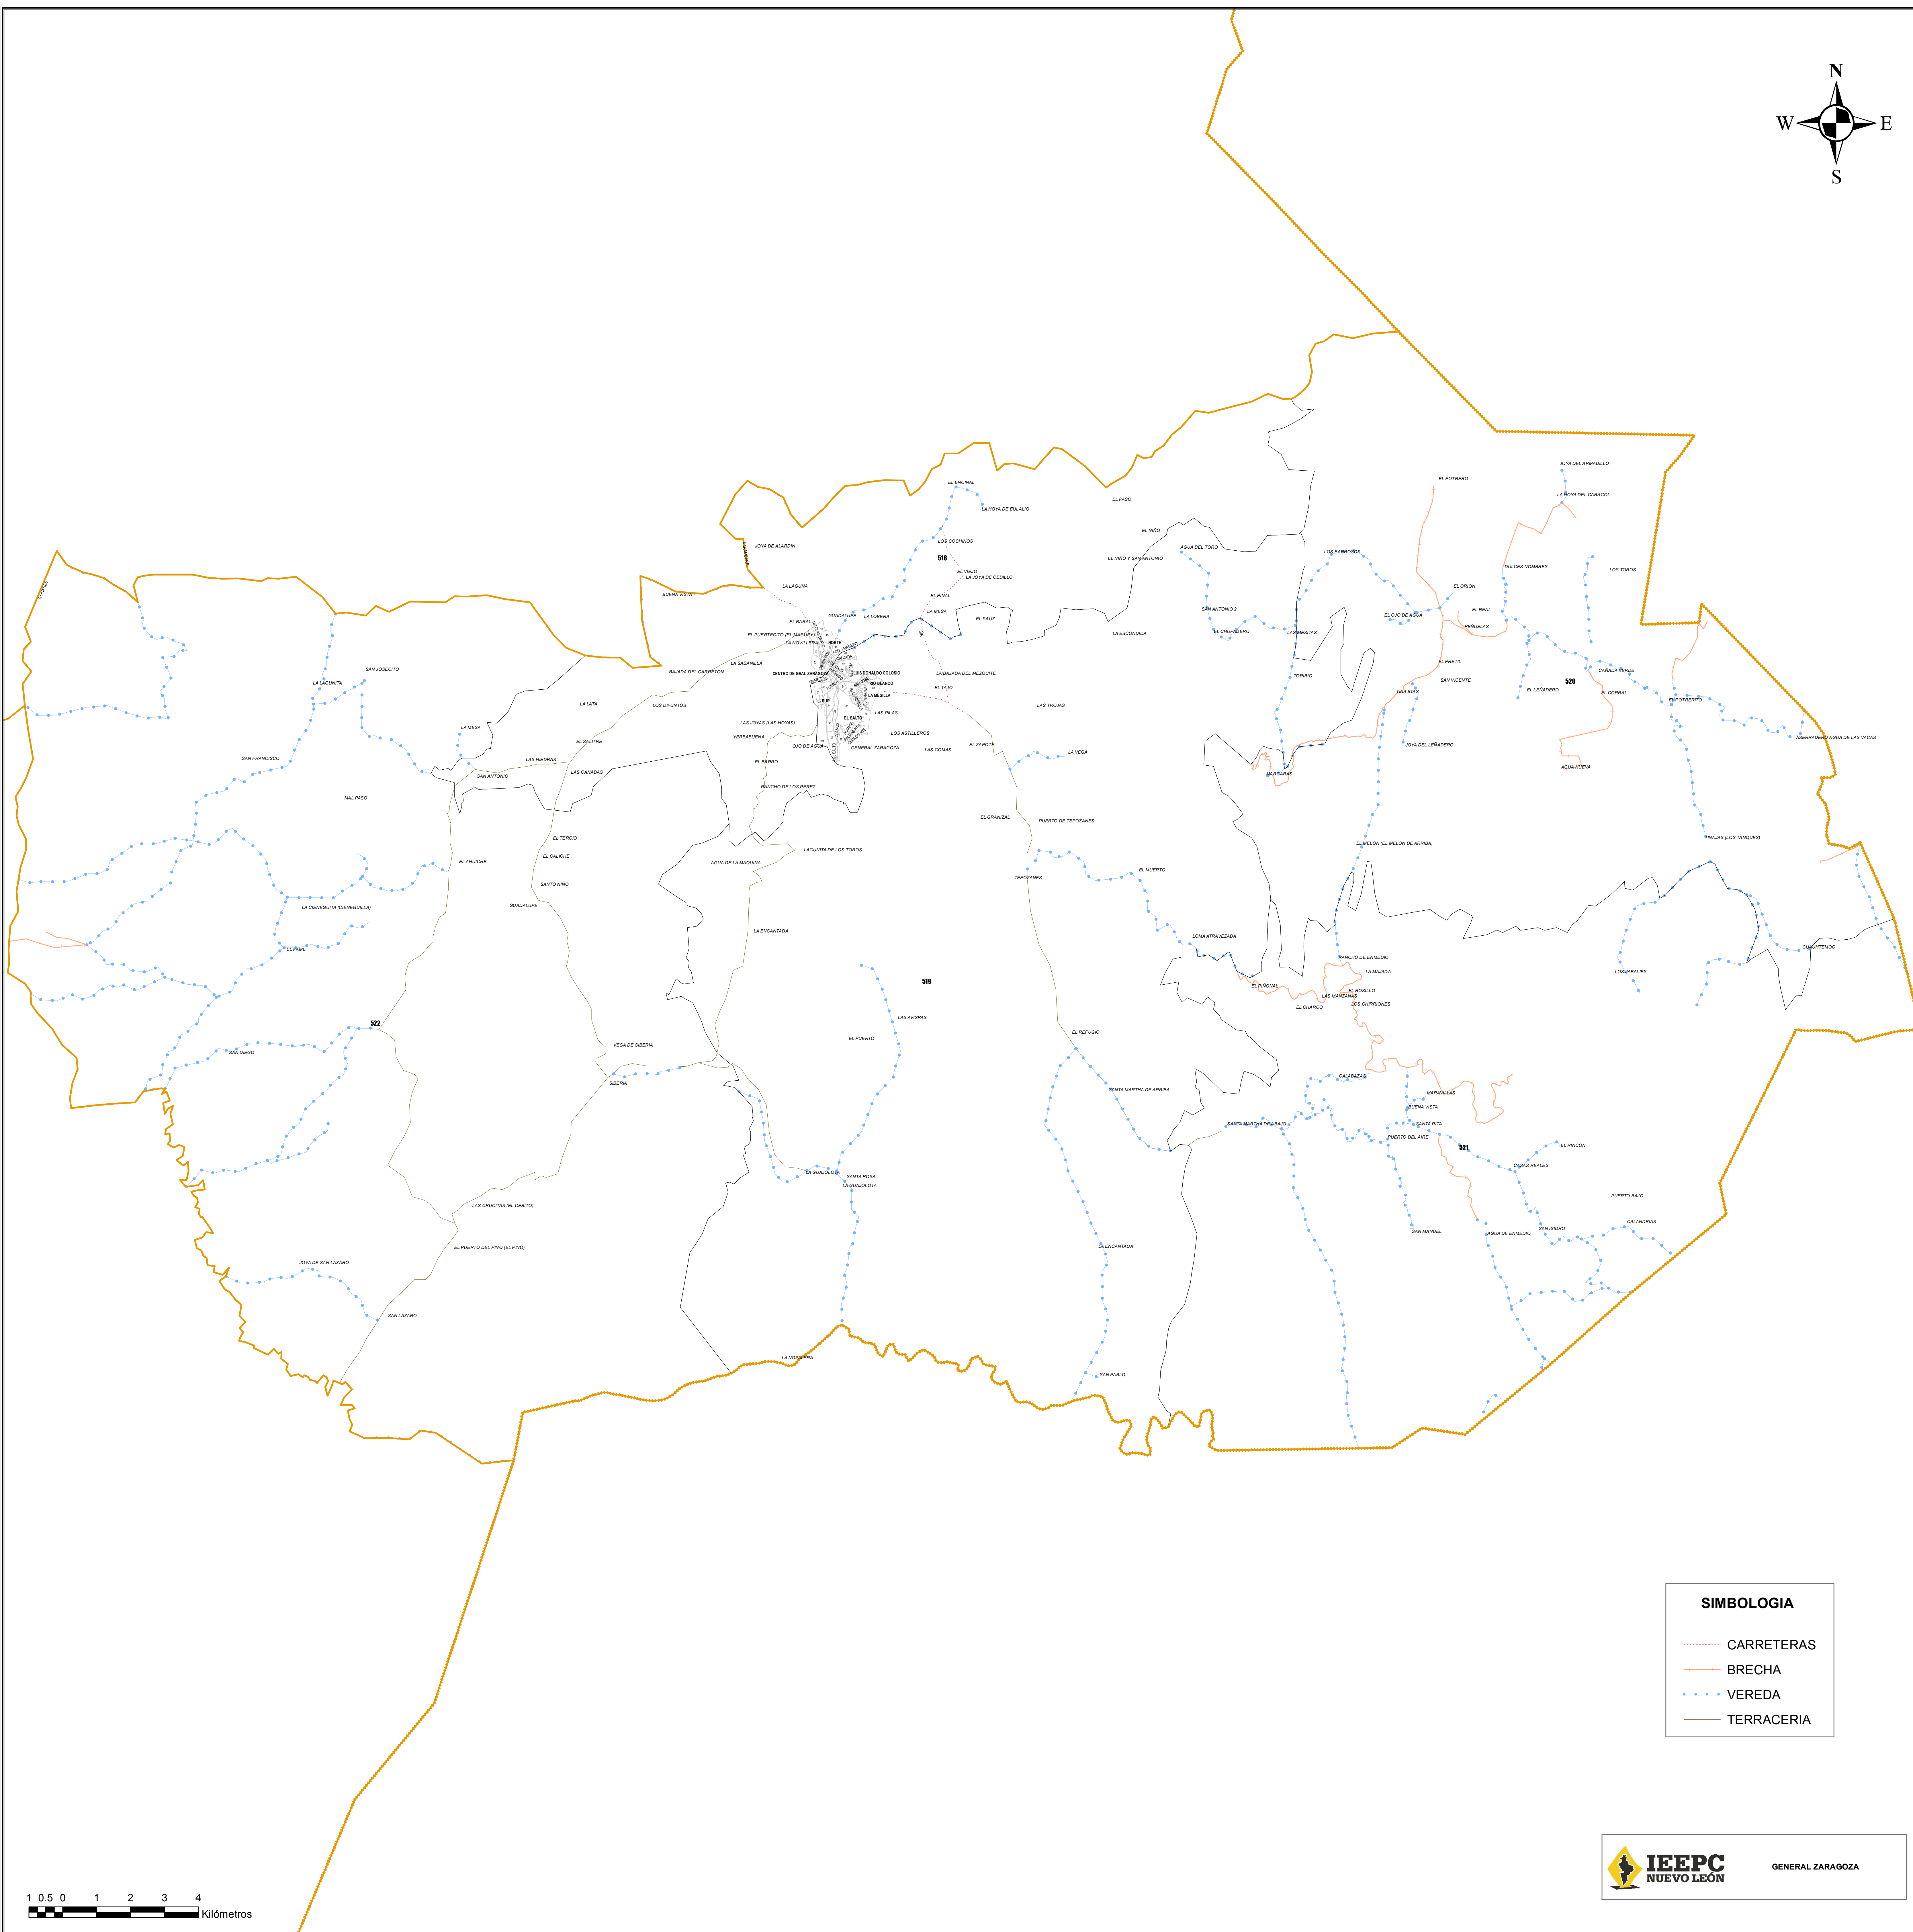 N
W
E
S
JOYA DEL ARMADILLO
EL POTRERO
EL ENCINAL
LA HOYA DEL CARACOL
EL PASO
LA HOYA DE EULALIO
EL NIÑO
LOS COCHINOS
JOYA DE ALARDIN
AGUA DEL TORO
LOS BARROSOS
518
EL NIÑO Y SAN ANTONIO
DULCES NOMBRES
LOS TOROS
EL VIEJO
LA JOYA DE CEDILLO
LA LAGUNA
EL ORION
BUENA VISTA
EL PINAL
SAN ANTONIO 2
EL REAL
LA MESA
GUADALUPE
LA LOBERA
EL OJO DE AGUA
EL SAUZ
EL BARAL
PEÑUELAS
EL CHUPADERO
LAS MESITAS
LA ESCONDIDA
EL PUERTECITO (EL MAGUEY)
LA NOVILLERA
NORTE
S/N
LA SABANILLA
EL PRETIL
SAN JOSECITO
BAJADA DEL CARRETON
CENTRO DE GRAL ZARAGOZA
LUIS DONALDO COLOSIO
LA BAJADA DEL MEZQUITE
CAÑADA VERDE
TORIBIO
SAN VICENTE
520
LA LAGUNITA
RIO BLANCO
EL TAJO
TINAJITAS
EL LEÑADERO
EL CORRAL
LA MESILLA
EL POTRERITO
SUR
LA LATA
LOS DIFUNTOS
LAS TROJAS
LAS PILAS
EL SALTO
LAS JOYAS (LAS HOYAS)
LA MESA
LOS ASTILLEROS
YERBABUENA
ASERRADERO AGUA DE LAS VACAS
EL SALITRE
OJO DE AGUA
GENERAL ZARAGOZA
LAS COMAS
EL ZAPOTE
JOYA DEL LEÑADERO
LA VEGA
SAN FRANCISCO
LAS HIEDRAS
EL BARRO
AGUA NUEVA
LAS CAÑADAS
MARBARAS
SAN ANTONIO
RANCHO DE LOS PEREZ
MAL PASO
EL GRANIZAL
PUERTO DE TEPOZANES
EL TERCIO
TINAJAS (LOS TANQUES)
EL MELON (EL MELON DE ARRIBA)
LAGUNITA DE LOS TOROS
EL CALICHE
EL AHUICHE
AGUA DE LA MAQUINA
EL MUERTO
TEPOZANES
SANTO NIÑO
GUADALUPE
LA CIENEGUITA (CIENEGUILLA)
LA ENCANTADA
LOMA ATRAVEZADA
EL PAME
CUAUHTEMOC
RANCHO DE ENMEDIO
LA MAJADA
LOS JABALIES
519
EL PIÑONAL
EL ROSILLO
LAS MANZANAS
LOS CHIRRIONES
EL CHARCO
LAS AVISPAS
522
EL REFUGIO
EL PUERTO
VEGA DE SIBERIA
SAN DIEGO
CALABAZAS
SIBERIA
SANTA MARTHA DE ARRIBA
MARAVILLAS
BUENA VISTA
SANTA MARTHA DE ABAJO
SANTA RITA
PUERTO DEL AIRE
521
EL RINCON
CASAS REALES
LA GUAJOLOTA
SANTA ROSA
LA GUAJOLOTA
PUERTO BAJO
LAS CRUCITAS (EL CEBITO)
CALANDRIAS
SAN ISIDRO
SAN MANUEL
AGUA DE ENMEDIO
EL PUERTO DEL PINO (EL PINO)
LA ENCANTADA
JOYA DE SAN LAZARO
SAN LAZARO
LA NOPALERA
SAN PABLO
SIMBOLOGIA
CARRETERAS
BRECHA
VEREDA
TERRACERIA
IEEPC
NUEVO LEÓN
GENERAL ZARAGOZA
1 0.5 0 1 2 3 4
Kilómetros